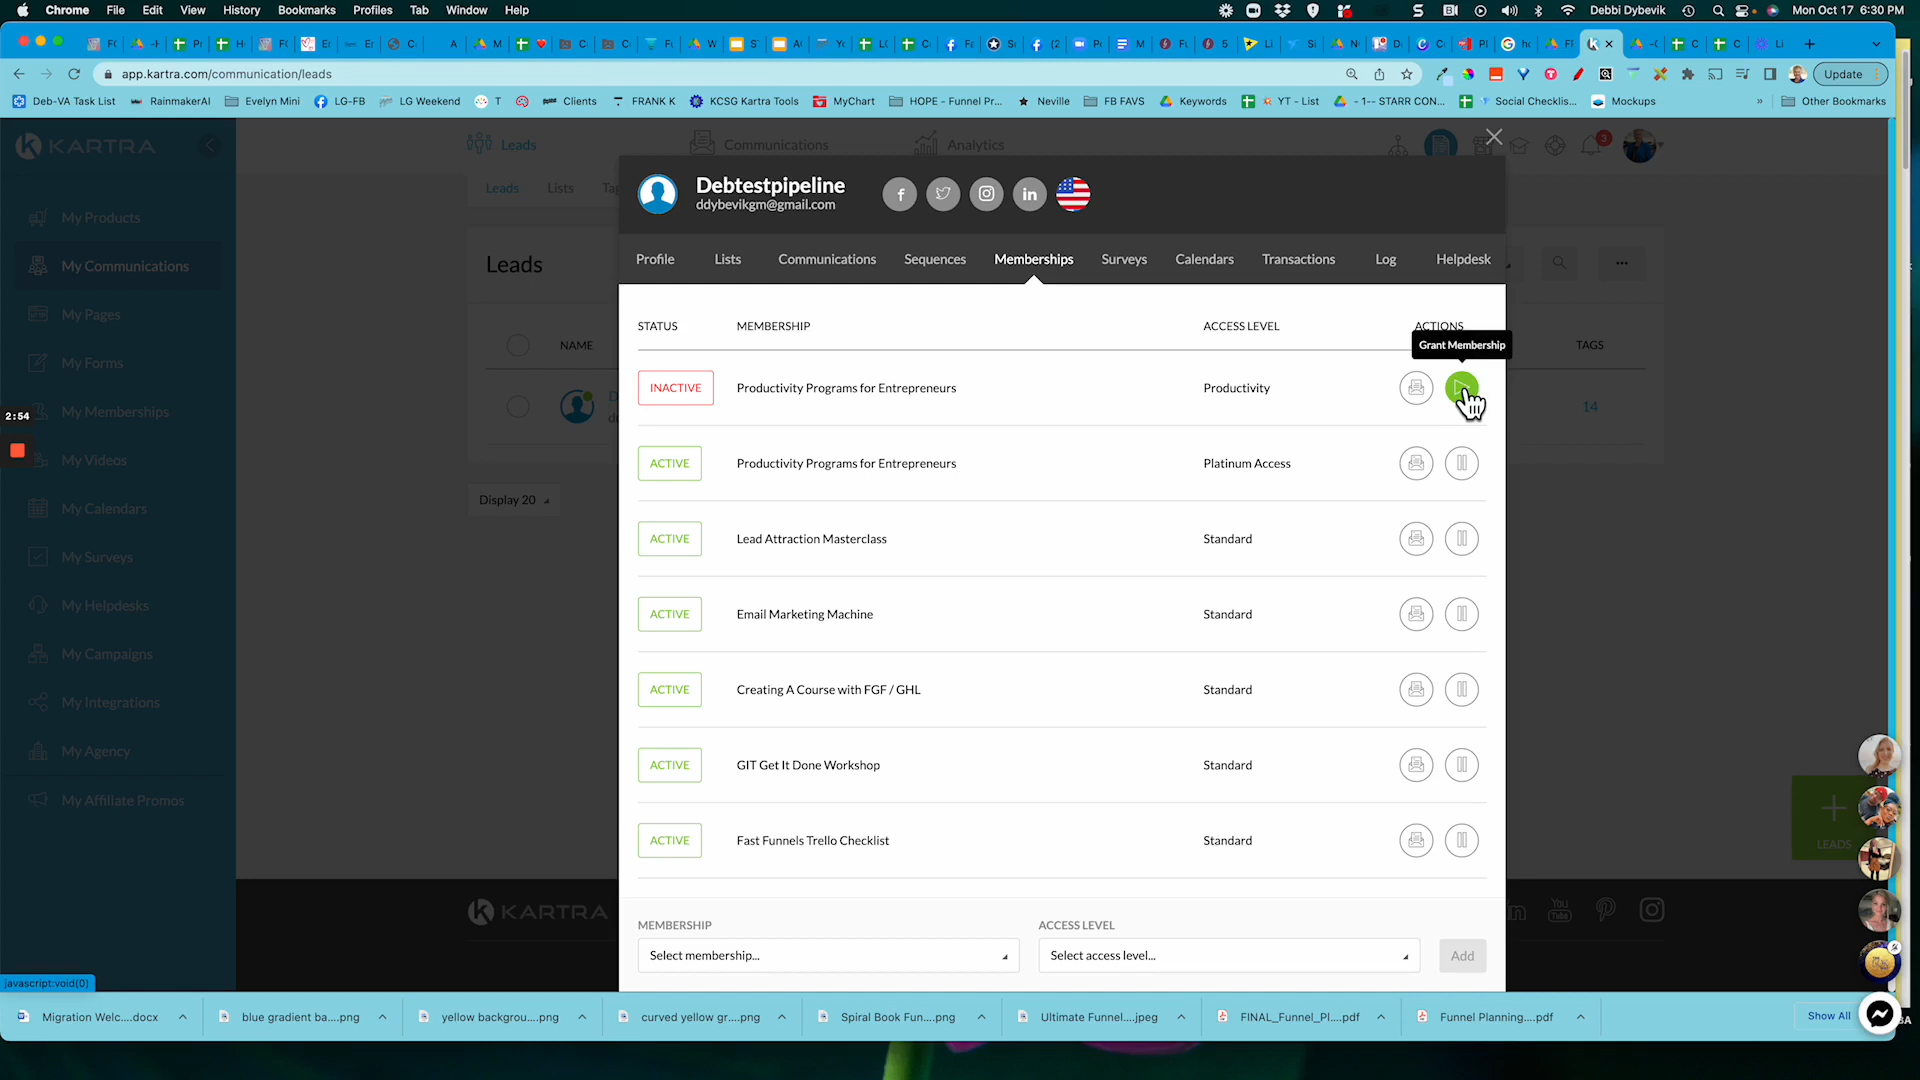 Chrome File Edit View History Bookmarks Profiles Tab Window Help
Debbi Dybevik Mon Oct 17 6:30 PM
app.kartra.com/communication/leads
Update
Deb-VA Task List RainmakerAI Evelyn Mini LG-FB LG Weekend T Clients FRANK K KCSG Kartra Tools MyChart HOPE - Funnel Pr... Neville FB FAVS Keywords YT - List -- 1-- STARR CON... Social Checklis... Mockups » Other Bookmarks
KARTRA
Leads Communications Analytics
3
Leads Lists
Debtestpipeline
ddybevikgm@gmail.com
Profile Lists Communications Sequences Memberships Surveys Calendars Transactions Log Helpdesk
My Products
My Communications
My Pages
My Forms
My Memberships
My Videos
My Calendars
My Surveys
My Helpdesks
My Campaigns
My Integrations
My Agency
My Affiliate Promos
2:54
Leads
NAME
TAGS
14
Display 20
STATUS MEMBERSHIP ACCESS LEVEL ACTIONS
Grant Membership
INACTIVE Productivity Programs for Entrepreneurs Productivity
ACTIVE Productivity Programs for Entrepreneurs Platinum Access
ACTIVE Lead Attraction Masterclass Standard
ACTIVE Email Marketing Machine Standard
ACTIVE Creating A Course with FGF / GHL Standard
ACTIVE GIT Get It Done Workshop Standard
ACTIVE Fast Funnels Trello Checklist Standard
LEADS
KARTRA
MEMBERSHIP ACCESS LEVEL
Select membership... Select access level... Add
javascript:void(0)
Migration Welc....docx blue gradient ba....png yellow backgrou....png curved yellow gr....png Spiral Book Fun....png Ultimate Funnel....jpeg FINAL_Funnel_Pl....pdf Funnel Planning....pdf Show All